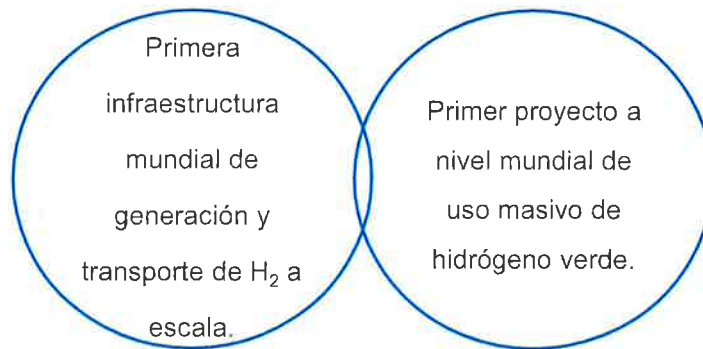 Primera
infraestructura
mundial de
generación y
transporte de H₂ a
escala.
Primer proyecto a
nivel mundial de
uso masivo de
hidrógeno verde.